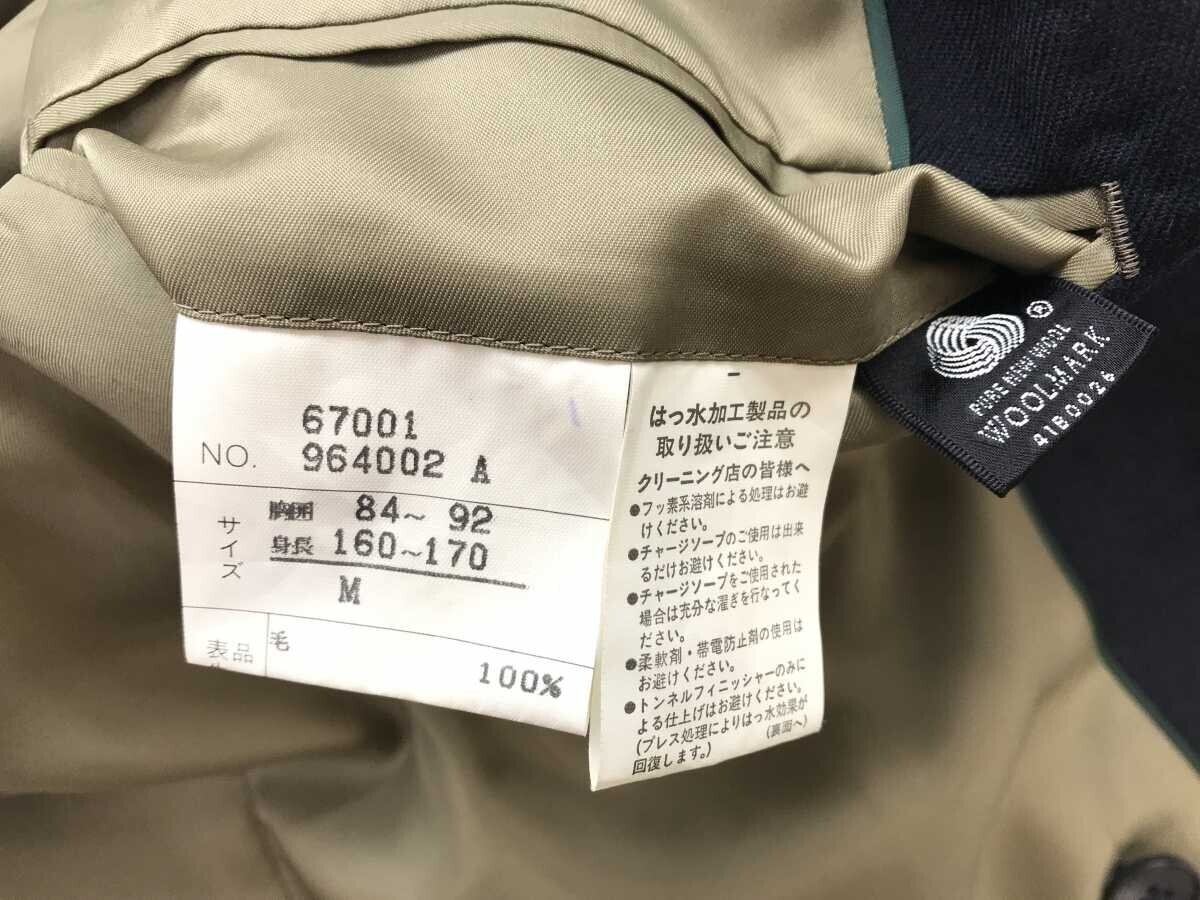 67001
NO. 964002 A
サイズ
胸囲 84～ 92
身長 160～170
M
表品
毛
100%
はっ水加工製品の
取り扱いご注意
クリーニング店の皆様へ
●フッ素系溶剤による処理はお避
けください。
●チャージソープのご使用は出来
るだけお避けください。
●チャージソープをご使用された
場合は充分な濯ぎを行なってく
ださい。
●柔軟剤・帯電防止剤の使用は
お避けください。
●トンネルフィニッシャーのみに
よる仕上げはお避けください。
(プレス処理によりはっ水効果が
回復します。)
(裏面へ)
®
PURE NEW WOOL
WOOLMARK
41B0026